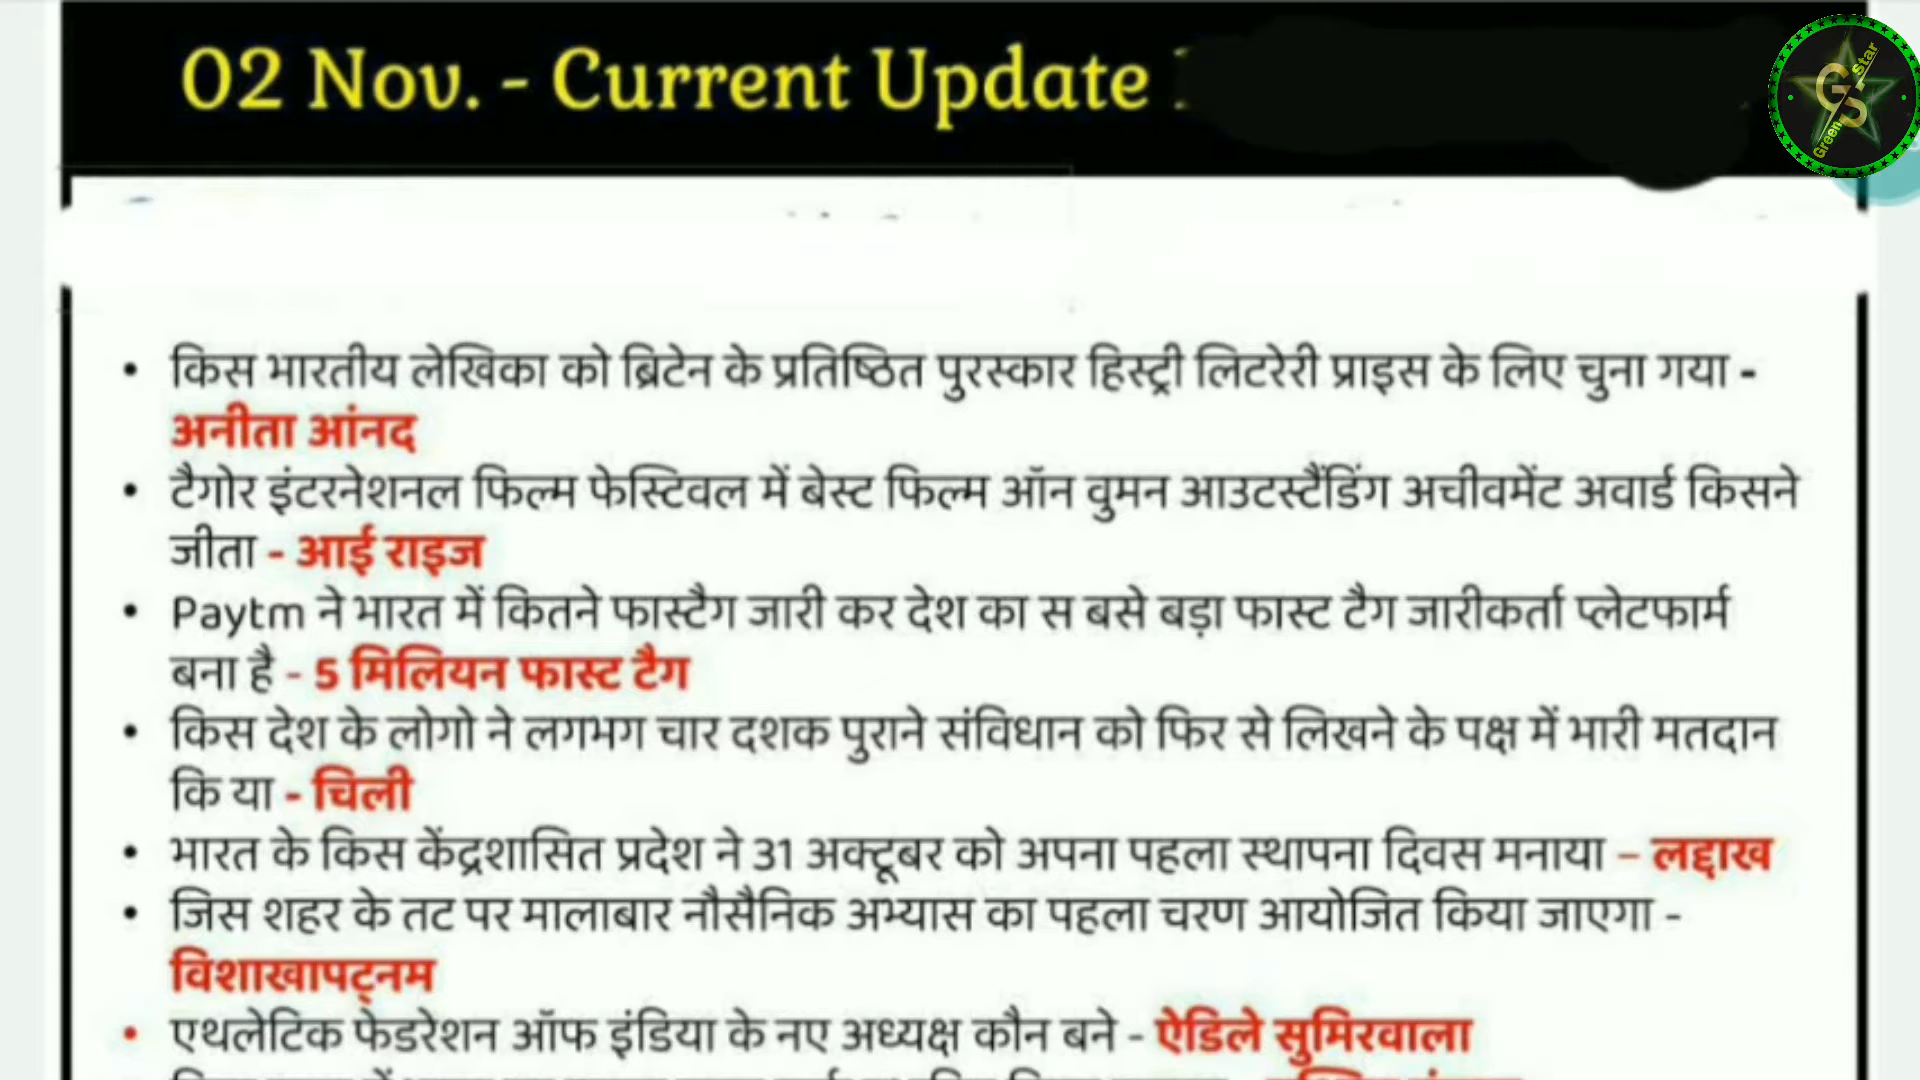 02 Nov. - Current Update
Star
GS
Green
• किस भारतीय लेखिका को ब्रिटेन के प्रतिष्ठित पुरस्कार हिस्ट्री लिटरेरी प्राइस के लिए चुना गया -
अनीता आंनद
• टैगोर इंटरनेशनल फिल्म फेस्टिवल में बेस्ट फिल्म ऑन वुमन आउटस्टैंडिंग अचीवमेंट अवार्ड किसने
जीता - आई राइज
• Paytm ने भारत में कितने फास्टैग जारी कर देश का स बसे बड़ा फास्ट टैग जारीकर्ता प्लेटफार्म
बना है - 5 मिलियन फास्ट टैग
• किस देश के लोगो ने लगभग चार दशक पुराने संविधान को फिर से लिखने के पक्ष में भारी मतदान
कि या - चिली
• भारत के किस केंद्रशासित प्रदेश ने 31 अक्टूबर को अपना पहला स्थापना दिवस मनाया – लद्दाख
• जिस शहर के तट पर मालाबार नौसैनिक अभ्यास का पहला चरण आयोजित किया जाएगा -
विशाखापट्नम
• एथलेटिक फेडरेशन ऑफ इंडिया के नए अध्यक्ष कौन बने - ऐडिले सुमिरवाला